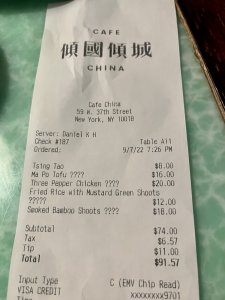 CAFE
傾國傾城
CHINA
Cafe China
59 W. 37th Street
New York, NY 10018
Server: Daniel K H
Check #187 Table A11
Ordered: 9/7/22 7:26 PM
Tsing Tao $8.00
Ma Po Tofu ???? $16.00
Three Pepper Chicken ???? $20.00
Fried Rice with Mustard Green Shoots
????? $12.00
Smoked Bamboo Shoots ???? $18.00
Subtotal $74.00
Tax $6.57
Tip $11.00
Total $91.57
Input Type C (EMV Chip Read)
VISA CREDIT xxxxxxxx9701